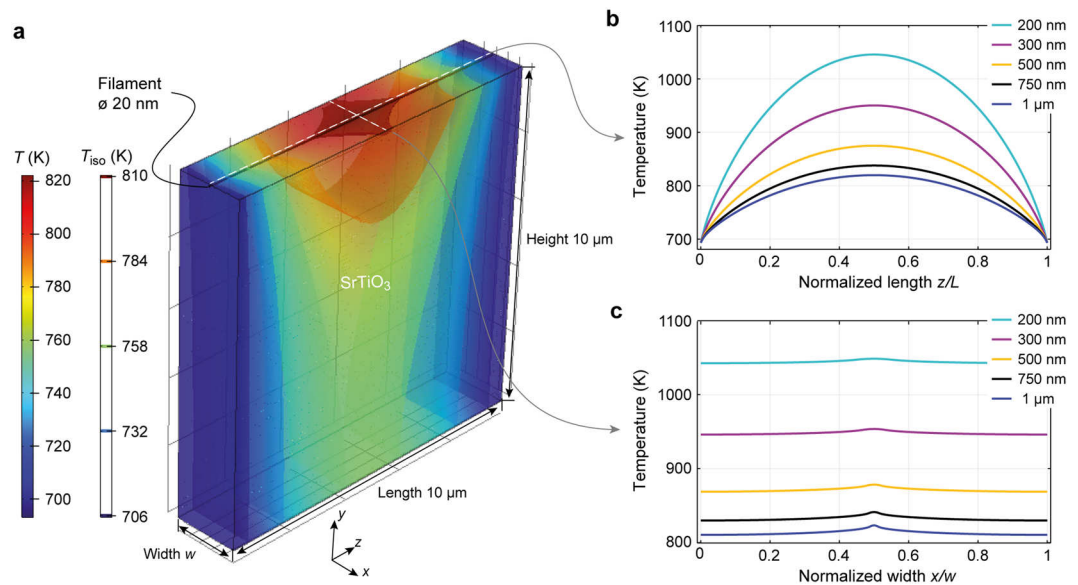 a
Filament
ø 20 nm
T (K)
820
800
780
760
740
720
700
Tiso (K)
810
784
758
732
706
SrTiO3
Height 10 µm
Length 10 µm
Width w
y
z
x
b
1100
1000
900
800
700
Temperature (K)
0
0.2
0.4
0.6
0.8
1
Normalized length z/L
200 nm
300 nm
500 nm
750 nm
1 µm
c
1100
1000
900
800
Temperature (K)
0
0.2
0.4
0.6
0.8
1
Normalized width x/w
200 nm
300 nm
500 nm
750 nm
1 µm